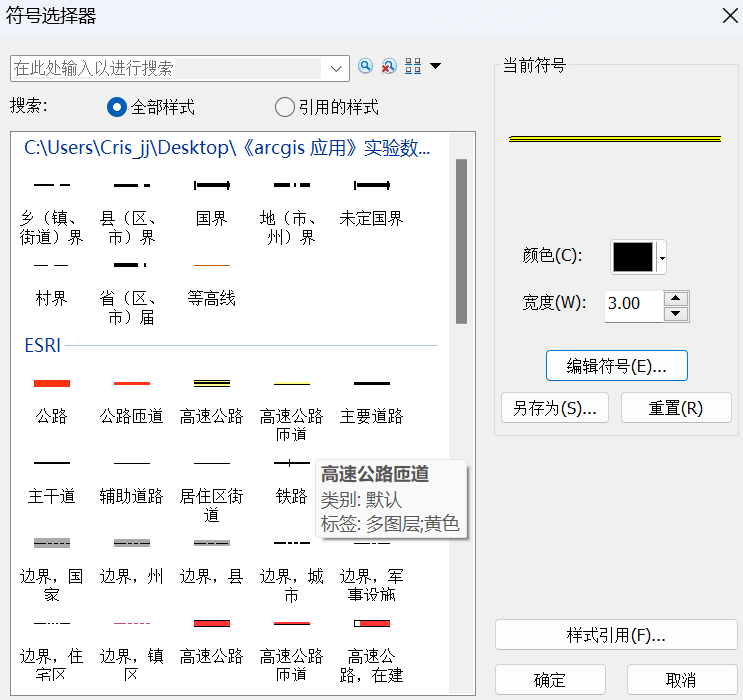 符号选择器
在此处输入以进行搜索
搜索:
全部样式
引用的样式
C:\Users\Cris_jj\Desktop\《arcgis 应用》实验数...
乡（镇、
街道）界
县（区、
市）界
国界
地（市、
州）界
未定国界
村界
省（区、
市）届
等高线
ESRI
公路
公路匝道
高速公路
高速公路
匝道
主要道路
主干道
辅助道路
居住区街
道
铁路
高速公路匝道
类别: 默认
标签: 多图层;黄色
边界，国
家
边界，州
边界，县
边界，城
市
边界，军
事设施
边界，住
宅区
边界，镇
区
高速公路
高速公路
匝道
高速公
路，在建
当前符号
颜色(C):
宽度(W):
3.00
编辑符号(E)...
另存为(S)...
重置(R)
样式引用(F)...
确定
取消